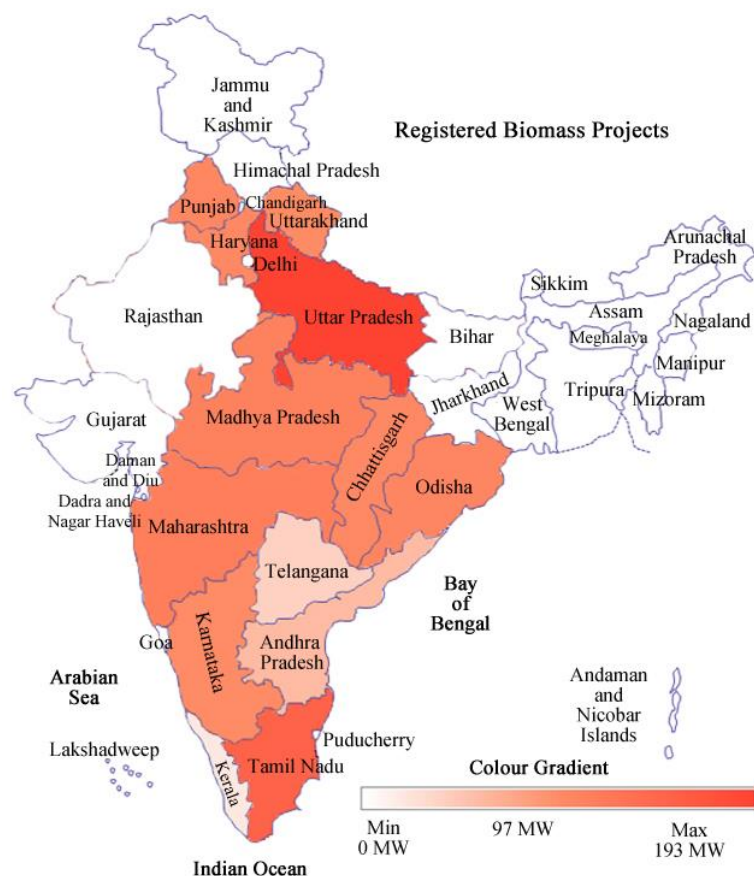 Jammu
and
Kashmir
Registered Biomass Projects
Himachal Pradesh
Punjab
Chandigarh
Uttarakhand
Haryana
Delhi
Arunachal
Pradesh
Sikkim
Rajasthan
Uttar Pradesh
Bihar
Assam
Nagaland
Meghalaya
Manipur
Gujarat
Madhya Pradesh
Jharkhand
West
Bengal
Tripura
Mizoram
Daman
and Diu
Dadra and
Nagar Haveli
Chhattisgarh
Odisha
Maharashtra
Telangana
Bay
of
Bengal
Goa
Karnataka
Andhra
Pradesh
Arabian
Sea
Andaman
and
Nicobar
Islands
Lakshadweep
Puducherry
Kerala
Tamil Nadu
Colour Gradient
Min
0 MW
97 MW
Max
193 MW
Indian Ocean